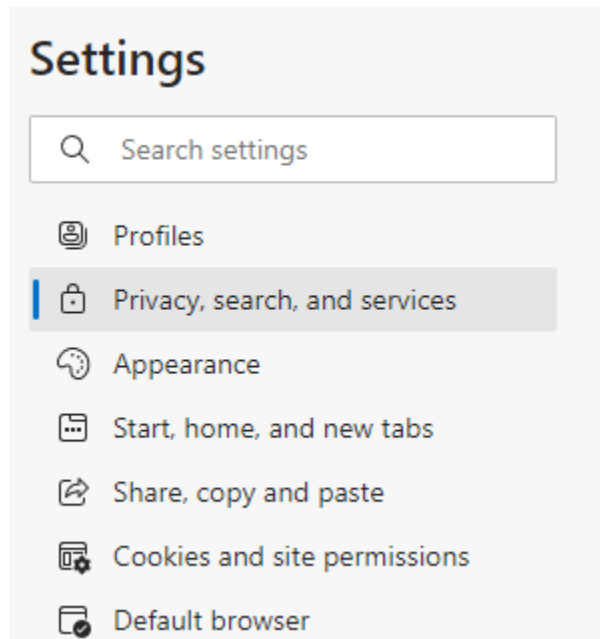 Settings
Search settings
Profiles
Privacy, search, and services
Appearance
Start, home, and new tabs
Share, copy and paste
Cookies and site permissions
Default browser